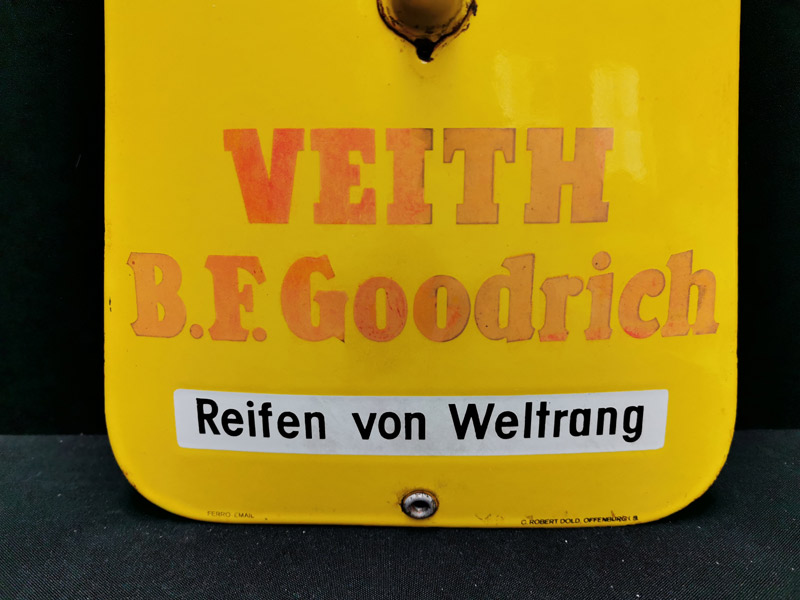 VEITH
B.F. Goodrich
Reifen von Weltrang
FERRO EMAIL
C. ROBERT DOLD, OFFENBURG